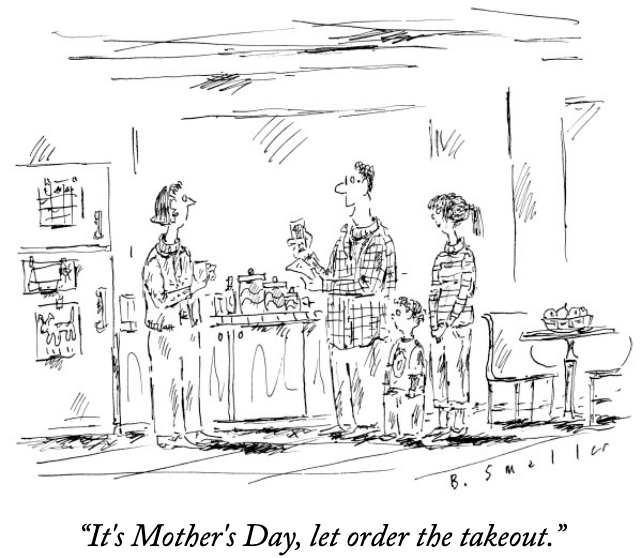 B. Smaller
“It's Mother's Day, let order the takeout.”